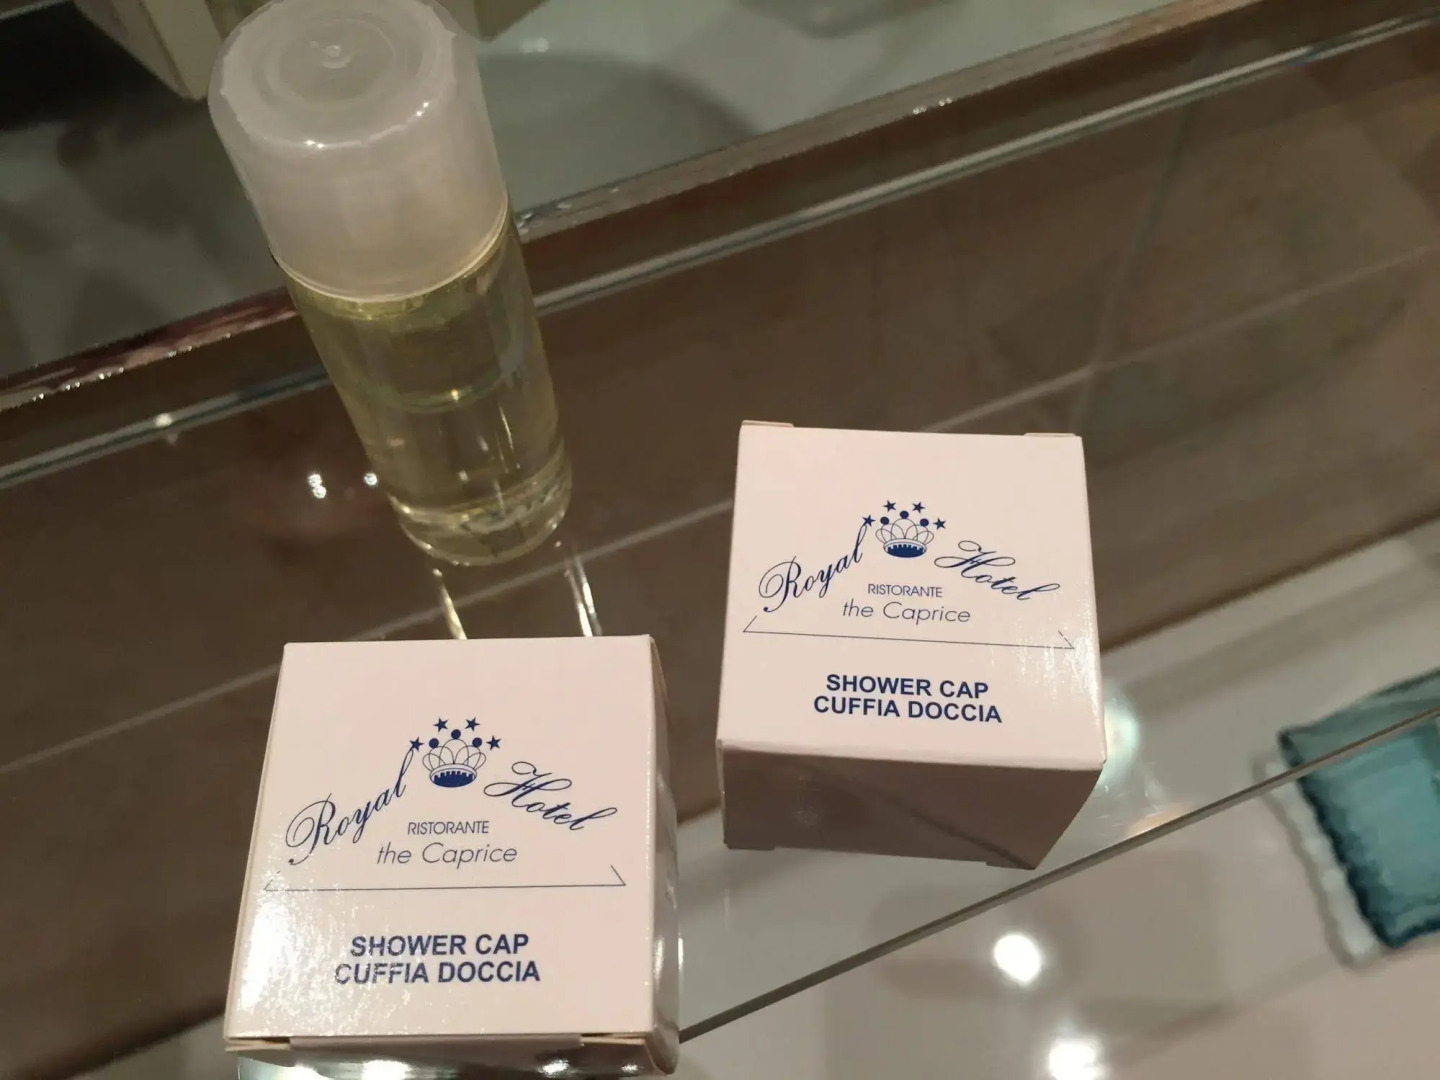 Royal Hotel
RISTORANTE
the Caprice
SHOWER CAP
CUFFIA DOCCIA
Royal Hotel
RISTORANTE
the Caprice
SHOWER CAP
CUFFIA DOCCIA